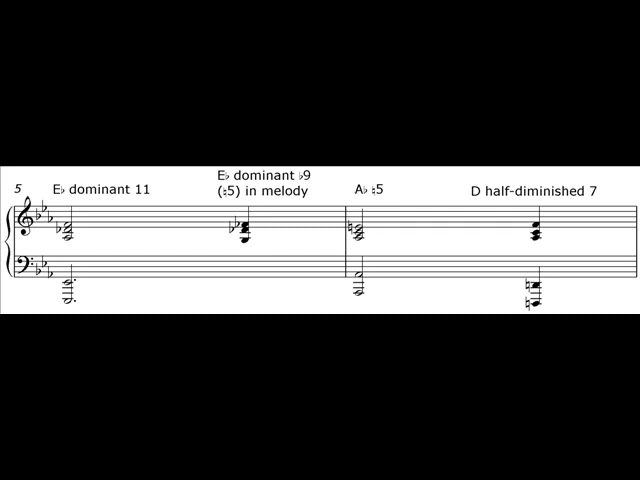 5
E♭ dominant 11
E♭ dominant ♭9
(♮5) in melody
A♭ ♮5
D half-diminished 7